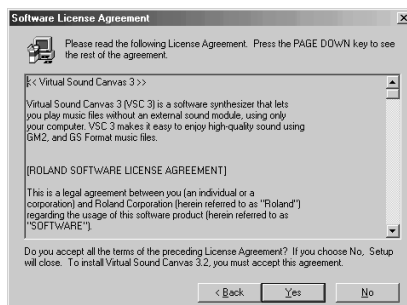 Software License Agreement
Please read the following License Agreement. Press the PAGE DOWN key to see
the rest of the agreement.
<< Virtual Sound Canvas 3 >>
Virtual Sound Canvas 3 (VSC 3) is a software synthesizer that lets
you play music files without an external sound module, using only
your computer. VSC 3 makes it easy to enjoy high-quality sound using
GM2, and GS Format music files.
[ROLAND SOFTWARE LICENSE AGREEMENT]
This is a legal agreement between you (an individual or a
corporation) and Roland Corporation (herein referred to as "Roland")
regarding the usage of this software product (herein referred to as
"SOFTWARE").
Do you accept all the terms of the preceding License Agreement? If you choose No, Setup
will close. To install Virtual Sound Canvas 3.2, you must accept this agreement.
< Back
Yes
No